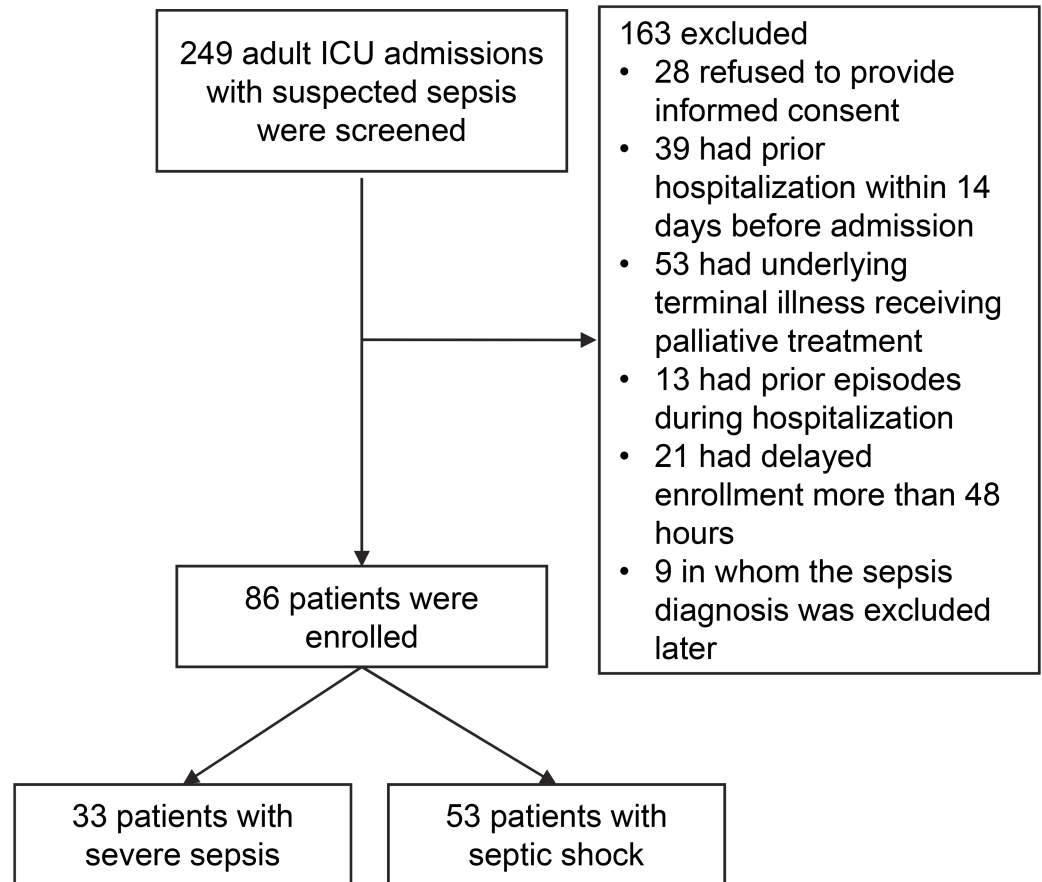 249 adult ICU admissions
with suspected sepsis
were screened
163 excluded
• 28 refused to provide
informed consent
• 39 had prior
hospitalization within 14
days before admission
• 53 had underlying
terminal illness receiving
palliative treatment
• 13 had prior episodes
during hospitalization
• 21 had delayed
enrollment more than 48
hours
• 9 in whom the sepsis
diagnosis was excluded
later
86 patients were
enrolled
33 patients with
severe sepsis
53 patients with
septic shock